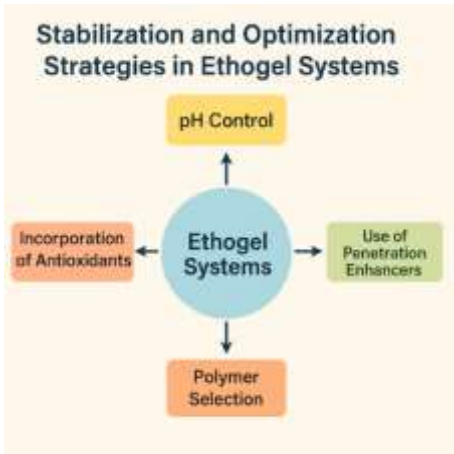 Stabilization and Optimization
Strategies in Ethogel Systems
pH Control
Incorporation
of Antioxidants
Ethogel
Systems
Use of
Penetration
Enhancers
Polymer
Selection